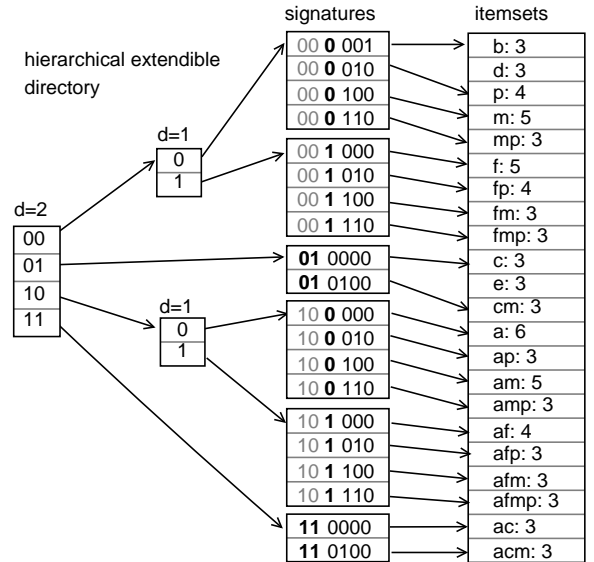 signatures
itemsets
hierarchical extendible
directory
d=2
00
01
10
11
d=1
0
1
d=1
0
1
00 0 001
00 0 010
00 0 100
00 0 110
00 1 000
00 1 010
00 1 100
00 1 110
01 0000
01 0100
10 0 000
10 0 010
10 0 100
10 0 110
10 1 000
10 1 010
10 1 100
10 1 110
11 0000
11 0100
b: 3
d: 3
p: 4
m: 5
mp: 3
f: 5
fp: 4
fm: 3
fmp: 3
c: 3
e: 3
cm: 3
a: 6
ap: 3
am: 5
amp: 3
af: 4
afp: 3
afm: 3
afmp: 3
ac: 3
acm: 3